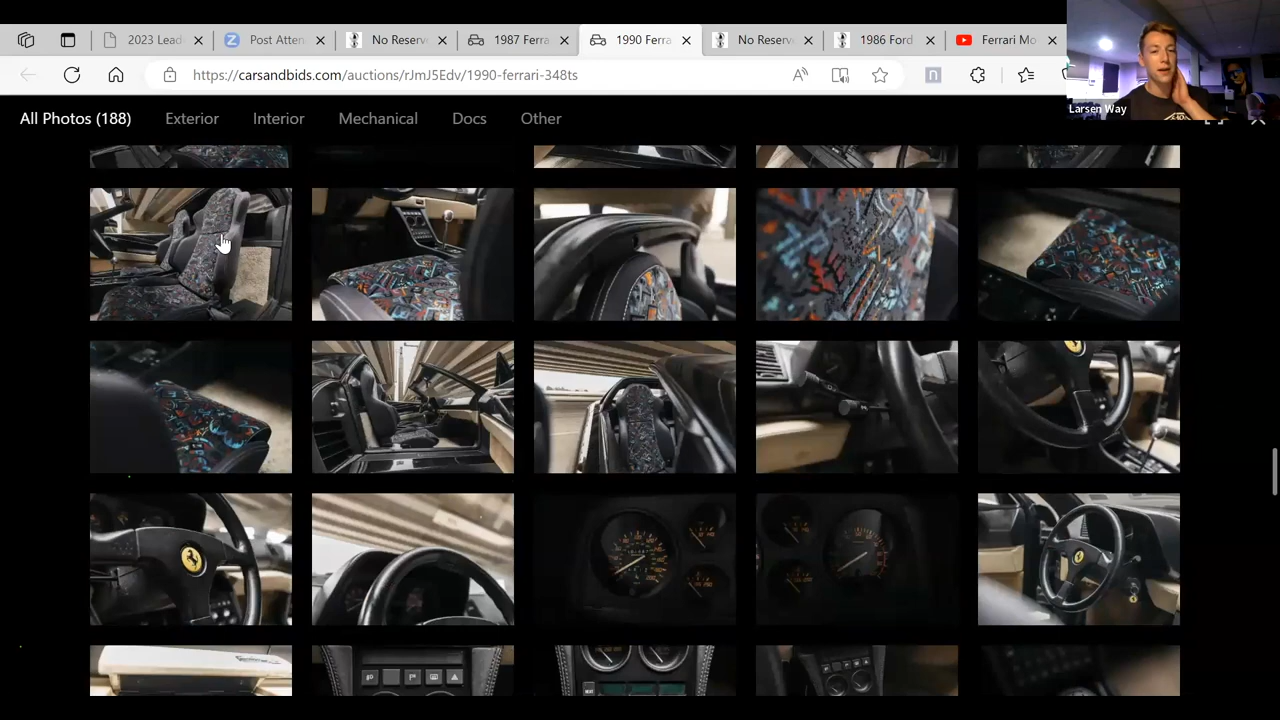 2023 Lead
Post Atten
No Reserv
1987 Ferra
1990 Ferra
No Reserv
1986 Ford
Ferrari Mo
https://carsandbids.com/auctions/rJmJ5Edv/1990-ferrari-348ts
Larsen Way
All Photos (188)
Exterior
Interior
Mechanical
Docs
Other